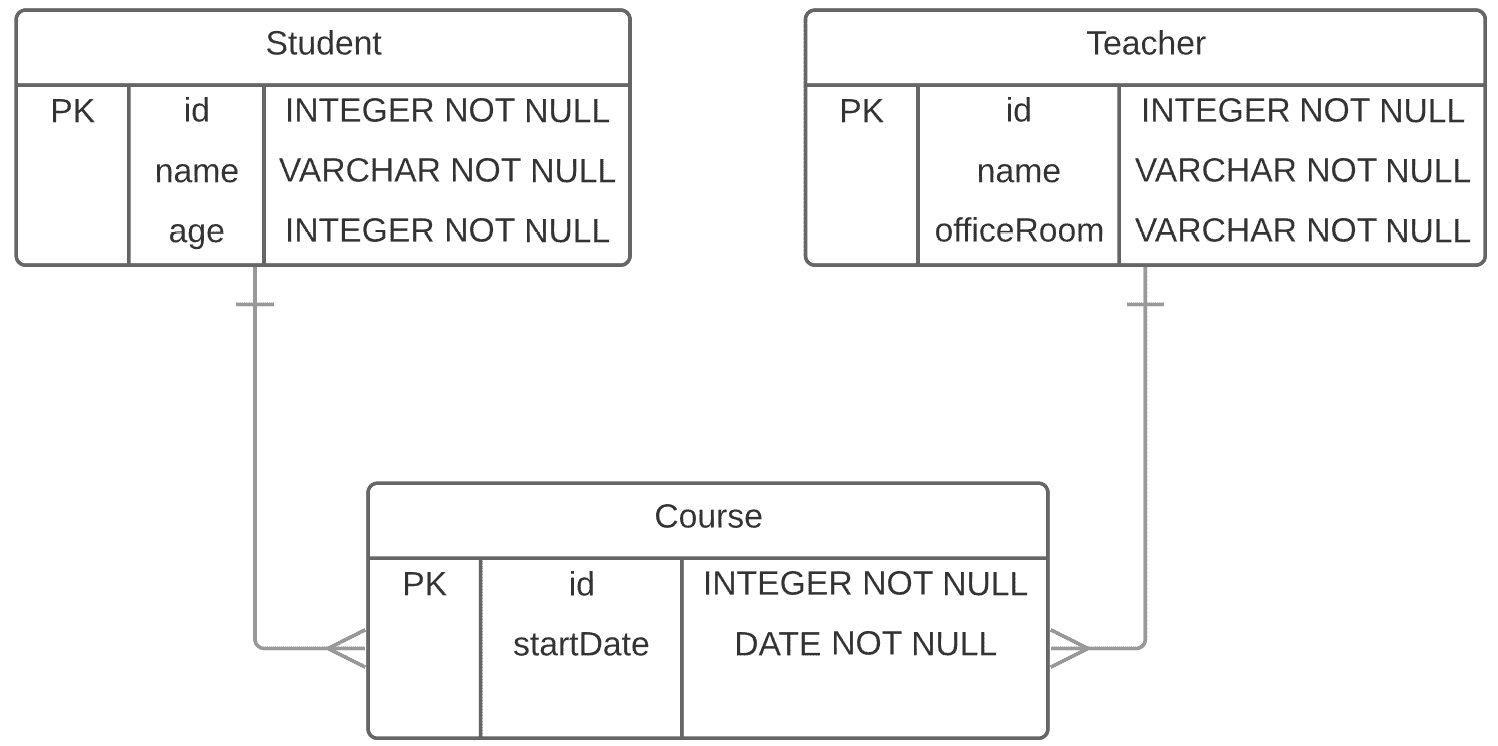 Student
PK id INTEGER NOT NULL
name VARCHAR NOT NULL
age INTEGER NOT NULL
Teacher
PK id INTEGER NOT NULL
name VARCHAR NOT NULL
officeRoom VARCHAR NOT NULL
Course
PK id INTEGER NOT NULL
startDate DATE NOT NULL